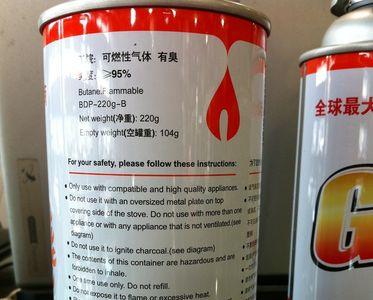 可燃性气体 有臭
≥95%
Butane.Flammable
BDP-220g-B
Net weight(净重): 220g
Empty weight(空罐重): 104g
For your safety, please follow these instructions:
Only use with compatible and high quality appliances.
Do not use it with an oversized metal plate on top
covering side of the stove. Do not use with more than one
appliance or with any appliance that is not ventilated.(see
diagram)
Do not use it to ignite charcoal.(see diagram)
The contents of this container are hazardous and are
forbidden to inhale.
One time use only. Do not refill.
Do not expose it to flame or excessive heat.
全球最大
G